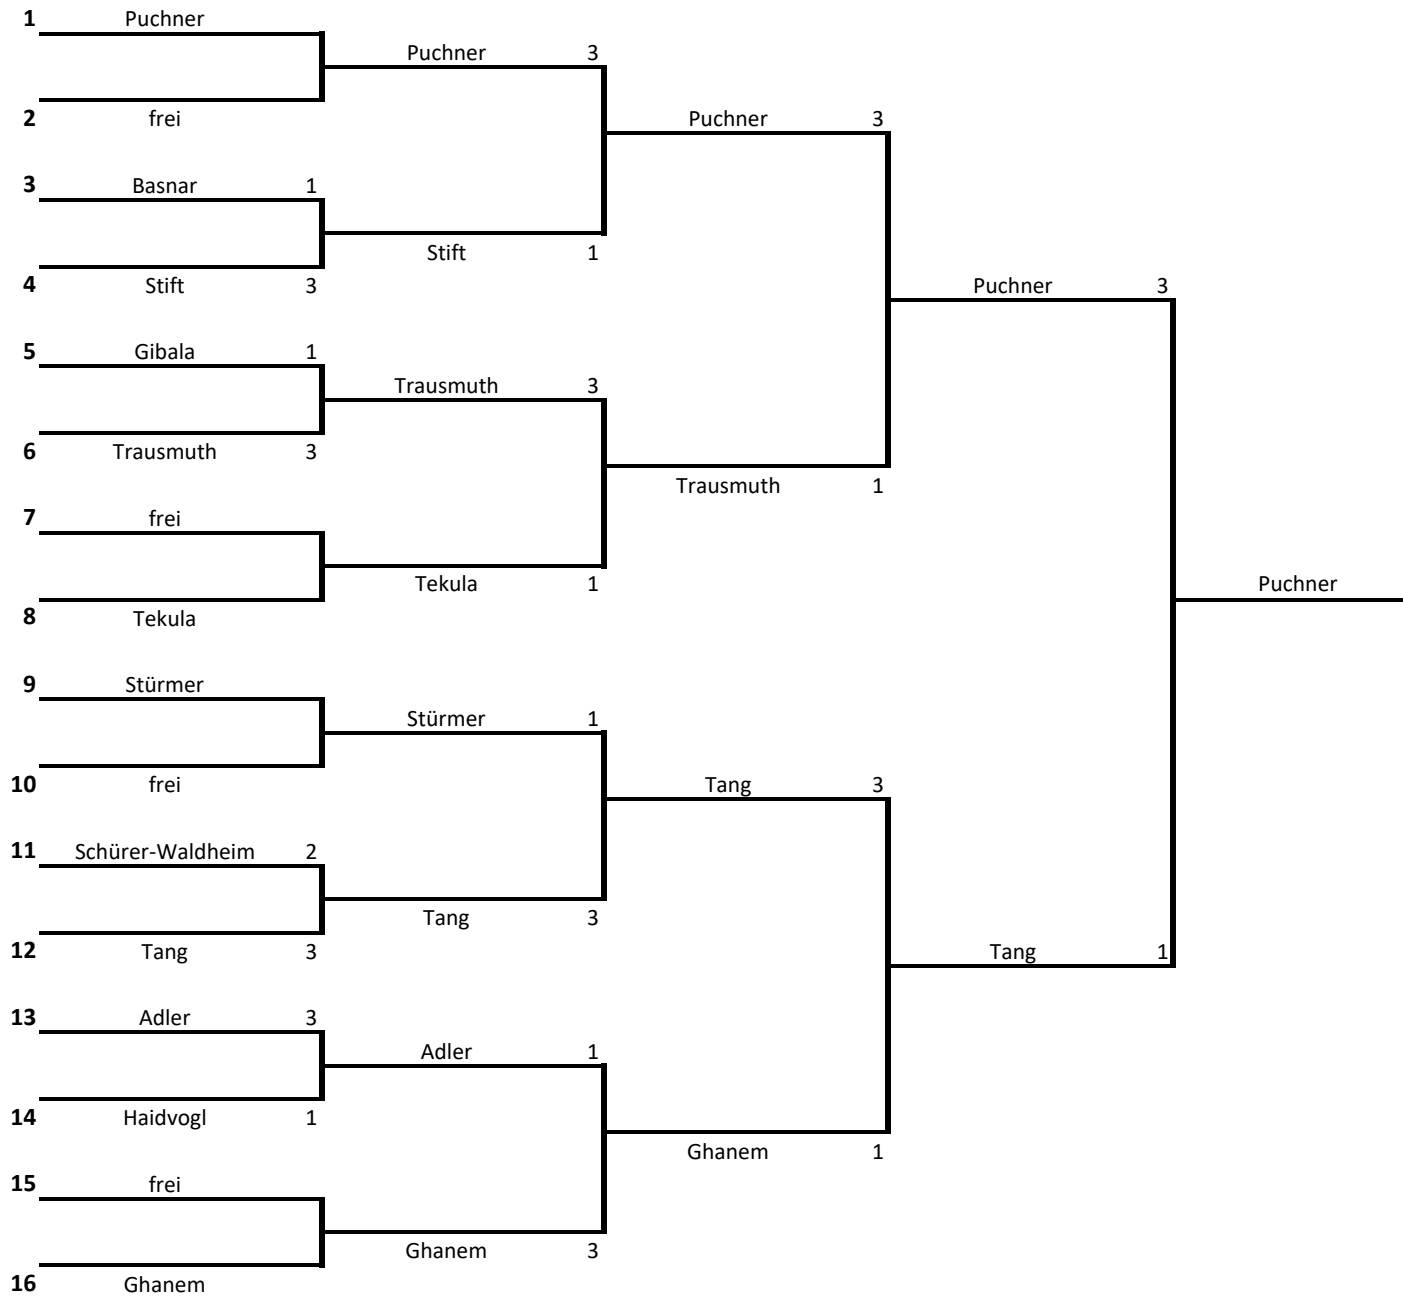 1 Puchner
Puchner 3
2 frei
Puchner 3
3 Basnar 1
Stift 1
4 Stift 3
Puchner 3
5 Gibala 1
Trausmuth 3
6 Trausmuth 3
Trausmuth 1
7 frei
Tekula 1
Puchner
8 Tekula
9 Stürmer
Stürmer 1
10 frei
Tang 3
11 Schürer-Waldheim 2
Tang 3
12 Tang 3
Tang 1
13 Adler 3
Adler 1
14 Haidvogl 1
Ghanem 1
15 frei
Ghanem 3
16 Ghanem